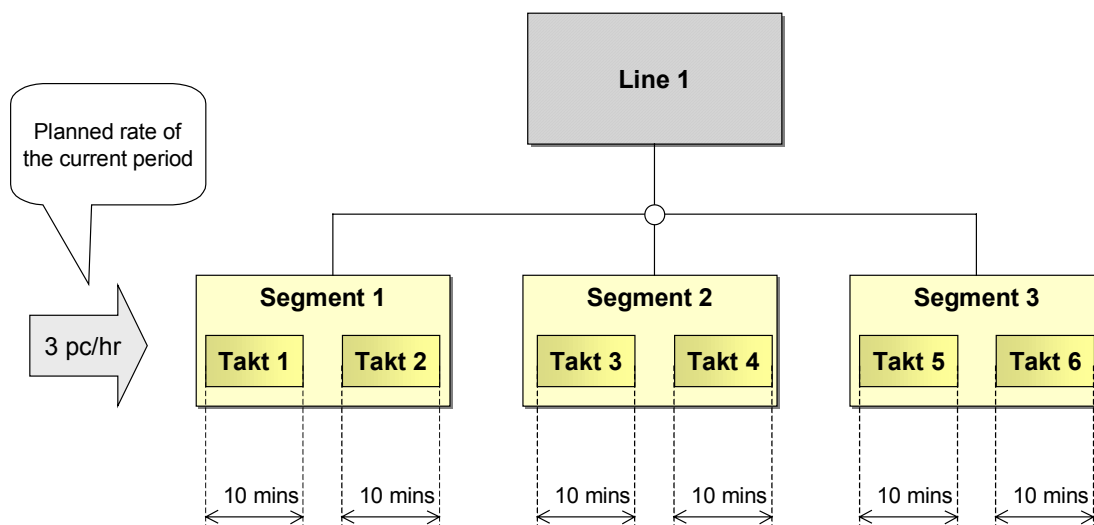 Line 1
Planned rate of
the current period
3 pc/hr
Segment 1
Segment 2
Segment 3
Takt 1
Takt 2
Takt 3
Takt 4
Takt 5
Takt 6
10 mins
10 mins
10 mins
10 mins
10 mins
10 mins